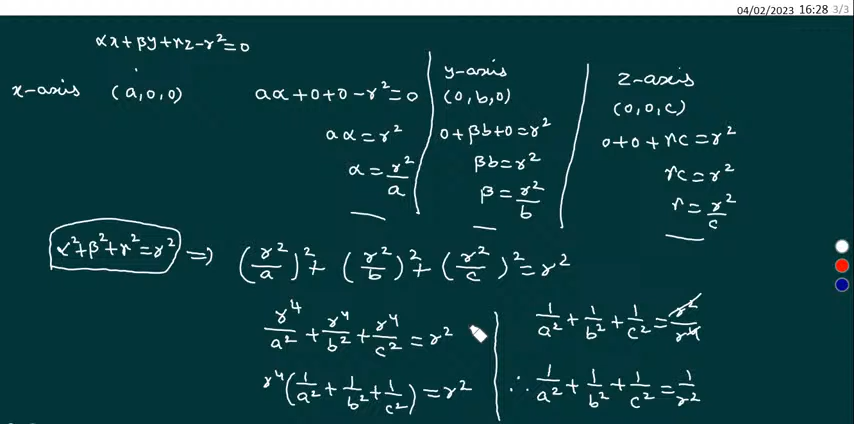 04/02/2023 16:28 3/3
αx + βy + rz - r² = 0
x-axis (a, 0, 0)
aα + 0 + 0 - r² = 0
aα = r²
α = r²/a
y-axis
(0, b, 0)
0 + βb + 0 = r²
βb = r²
β = r²/b
z-axis
(0, 0, c)
0 + 0 + rc = r²
rc = r²
r = r²/c
α² + β² + r² = r² ⇒ (r²/a)² + (r²/b)² + (r²/c)² = r²
r⁴/a² + r⁴/b² + r⁴/c² = r²
r⁴(1/a² + 1/b² + 1/c²) = r²
1/a² + 1/b² + 1/c² = r²/r⁴
∴ 1/a² + 1/b² + 1/c² = 1/r²